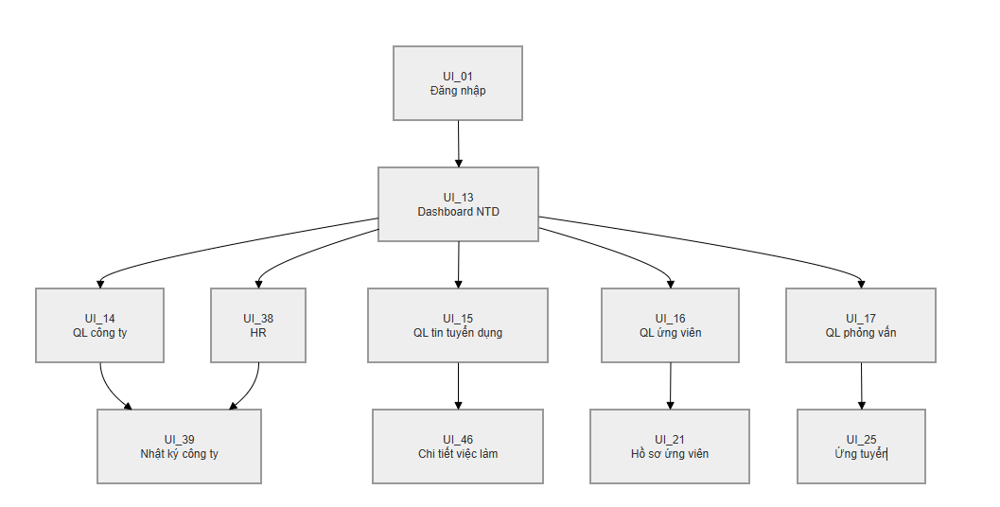 UI_01
Đăng nhập
UI_13
Dashboard NTD
UI_14
QL công ty
UI_38
HR
UI_15
QL tin tuyển dụng
UI_16
QL ứng viên
UI_17
QL phỏng vấn
UI_39
Nhật ký công ty
UI_46
Chi tiết việc làm
UI_21
Hồ sơ ứng viên
UI_25
Ứng tuyển